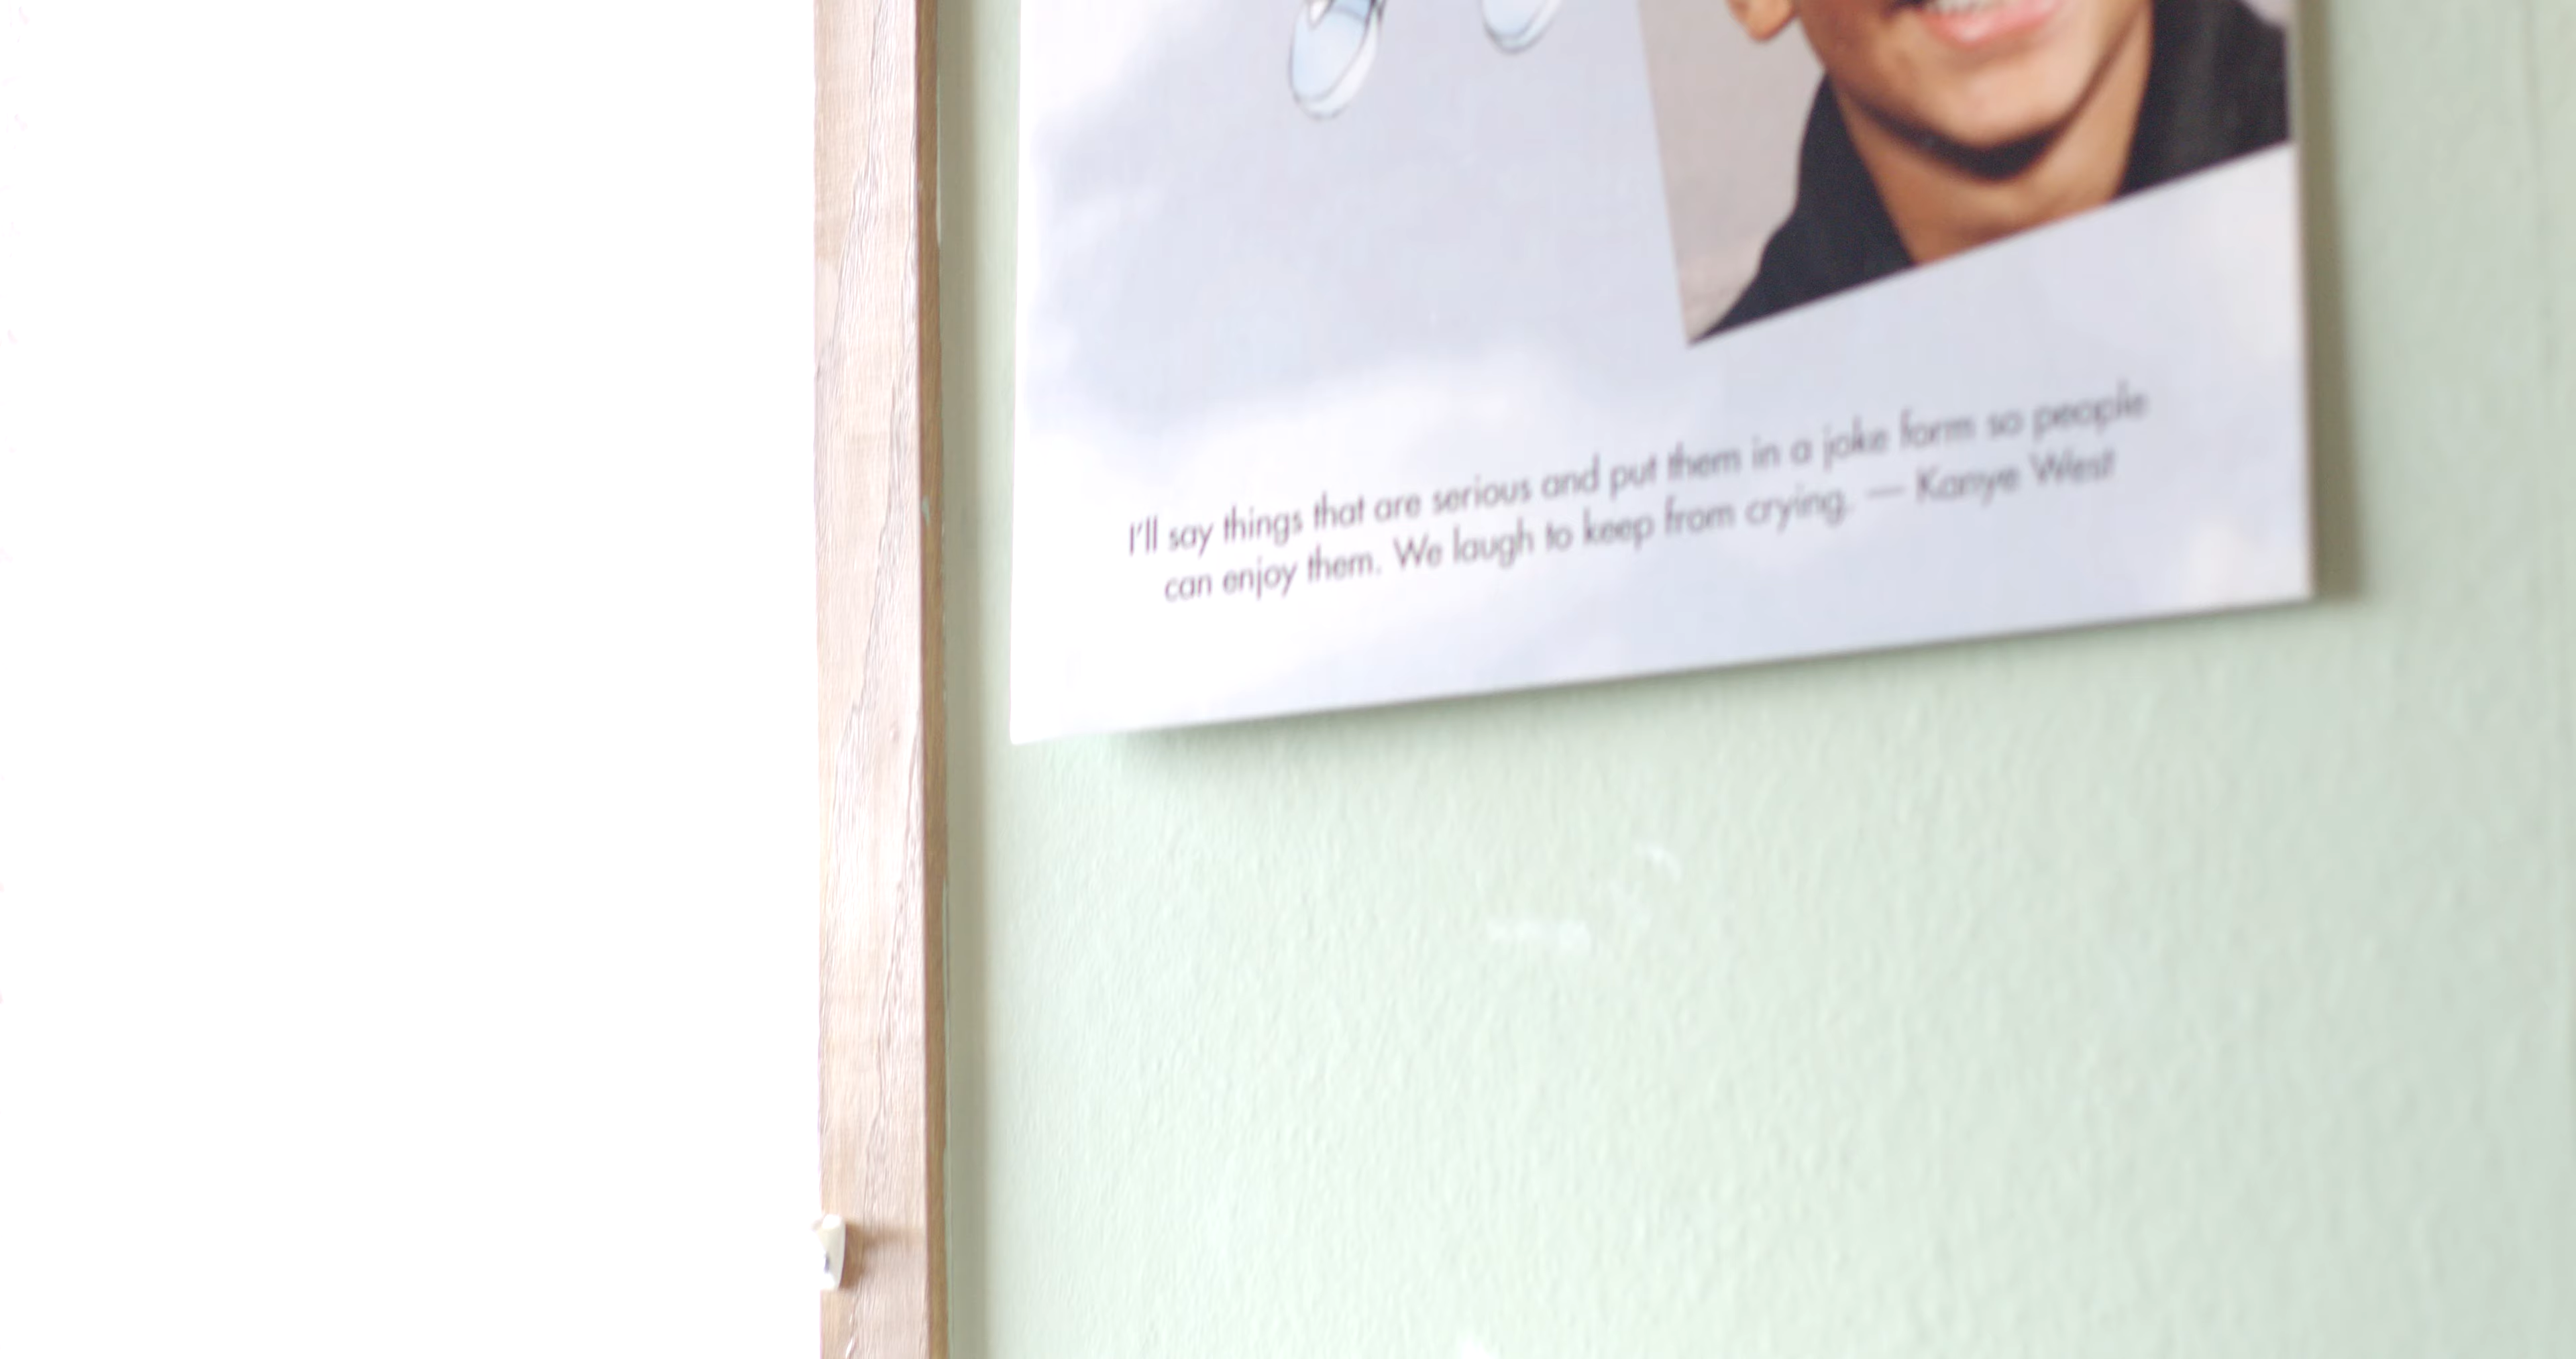 I'll say things that are serious and put them in a joke form so people
can enjoy them. We laugh to keep from crying. — Kanye West